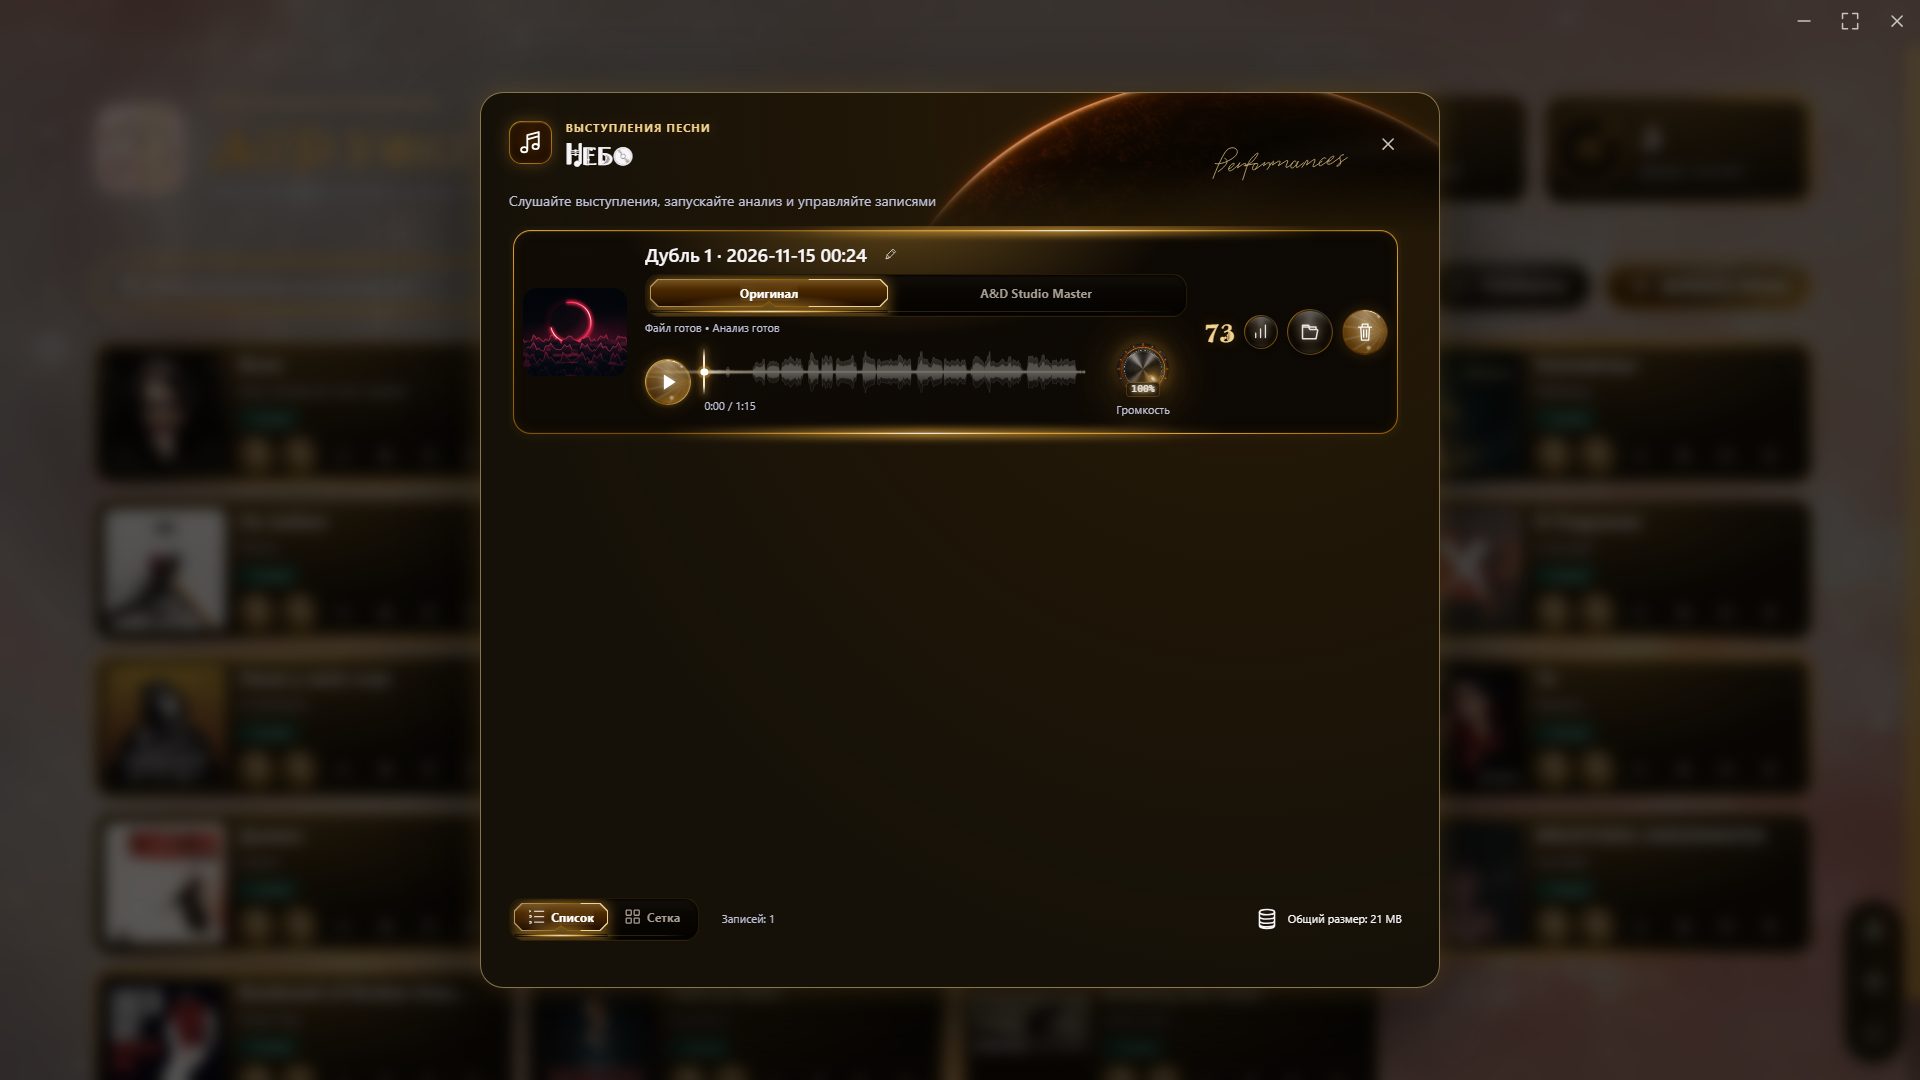 ВЫСТУПЛЕНИЯ ПЕСНИ
НЕБО
Performances
Слушайте выступления, запускайте анализ и управляйте записями
Дубль 1 · 2026-11-15 00:24
Оригинал
A&D Studio Master
Файл готов • Анализ готов
73
100%
0:00 / 1:15
Громкость
Список
Сетка
Записей: 1
Общий размер: 21 MB